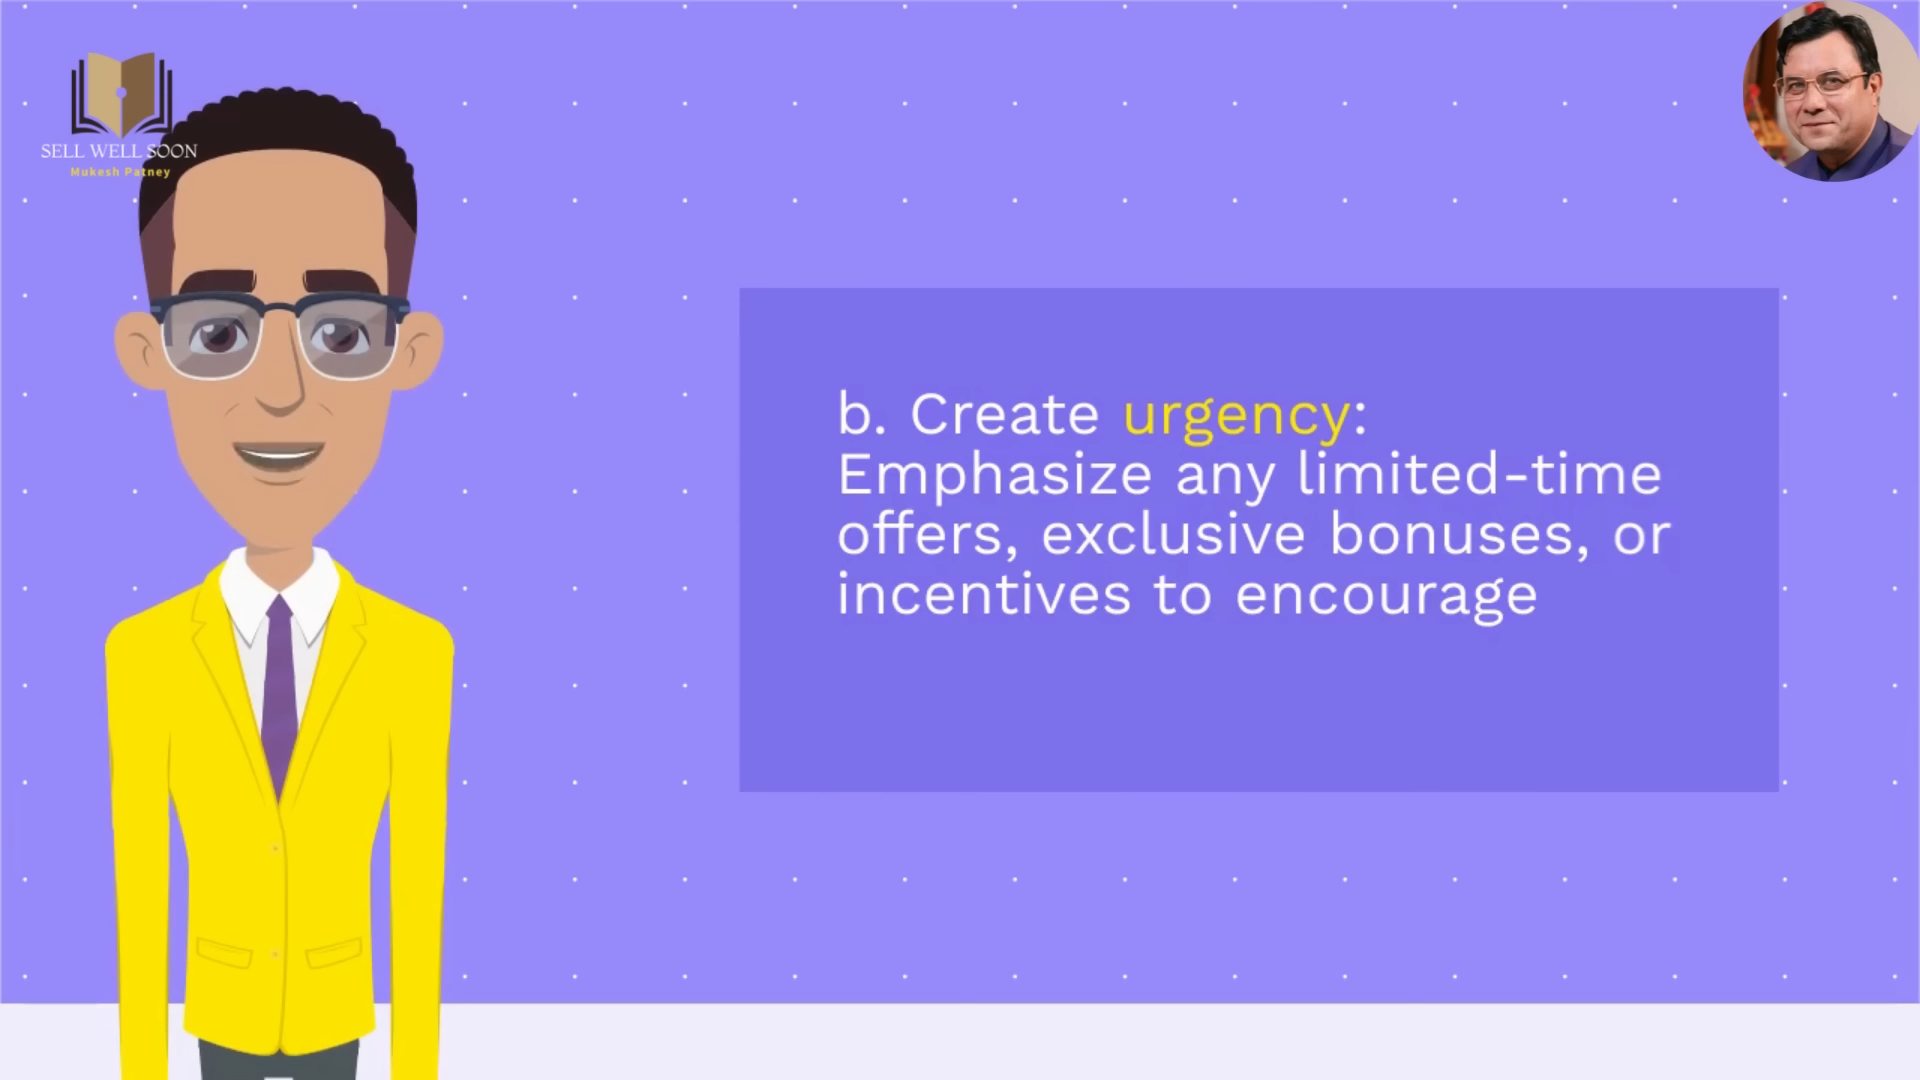 SELL WELL SOON
Mukesh Patney
b. Create urgency:
Emphasize any limited-time
offers, exclusive bonuses, or
incentives to encourage